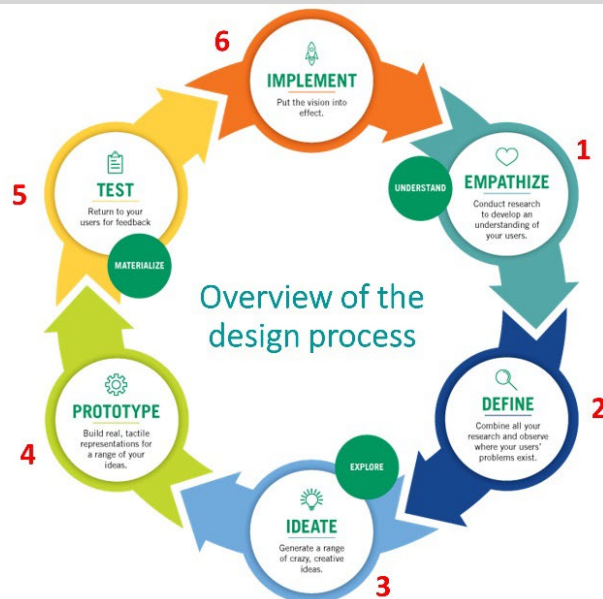 6
IMPLEMENT
Put the vision into
effect.
1
UNDERSTAND
EMPATHIZE
Conduct research
to develop an
understanding of
your users.
5
TEST
Return to your
users for feedback
MATERIALIZE
Overview of the
design process
2
DEFINE
Combine all your
research and observe
where your users'
problems exist.
4
PROTOTYPE
Build real, tactile
representations for
a range of your
ideas.
EXPLORE
IDEATE
Generate a range
of crazy, creative
ideas.
3